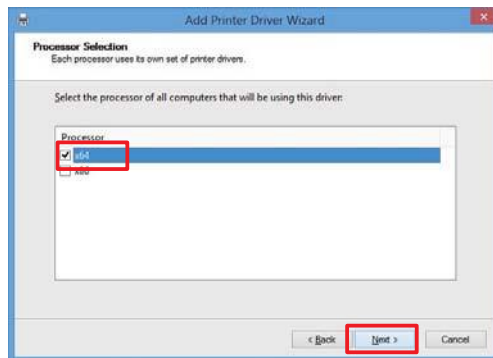 Add Printer Driver Wizard
Processor Selection
Each processor uses its own set of printer drivers.
Select the processor of all computers that will be using this driver:
Processor
x64
x86
< Back
Next >
Cancel